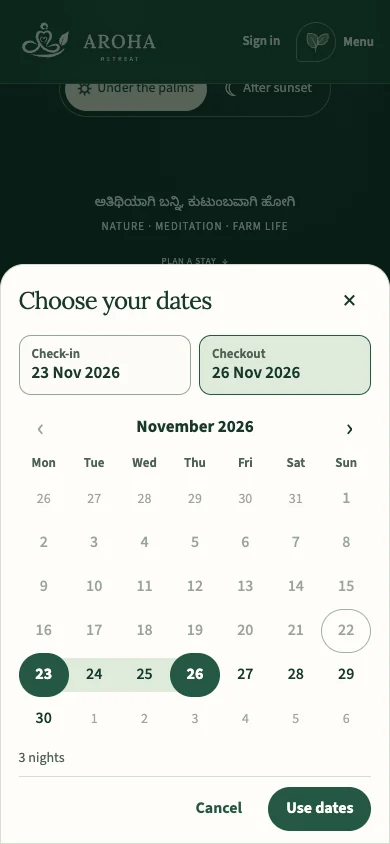 AROHA
RETREAT
Sign in
Menu
Under the palms
After sunset
ಅತಿಥಿಯಾಗಿ ಬನ್ನಿ, ಕುಟುಂಬವಾಗಿ ಹೋಗಿ
NATURE · MEDITATION · FARM LIFE
PLAN A STAY ↓
Choose your dates ×
Check-in
23 Nov 2026
Checkout
26 Nov 2026
‹ November 2026 ›
Mon Tue Wed Thu Fri Sat Sun
26 27 28 29 30 31 1
2 3 4 5 6 7 8
9 10 11 12 13 14 15
16 17 18 19 20 21 22
23 24 25 26 27 28 29
30 1 2 3 4 5 6
3 nights
Cancel Use dates